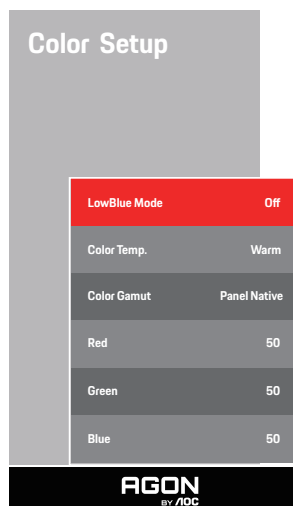 Color Setup
LowBlue Mode Off
Color Temp. Warm
Color Gamut Panel Native
Red 50
Green 50
Blue 50
AGON
BY AOC